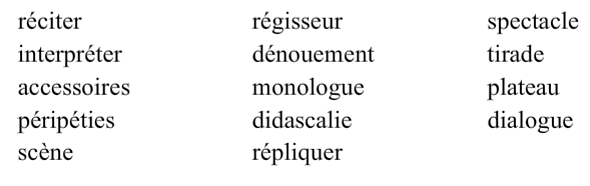 réciter régisseur spectacle
interpréter dénouement tirade
accessoires monologue plateau
péripéties didascalie dialogue
scène répliquer